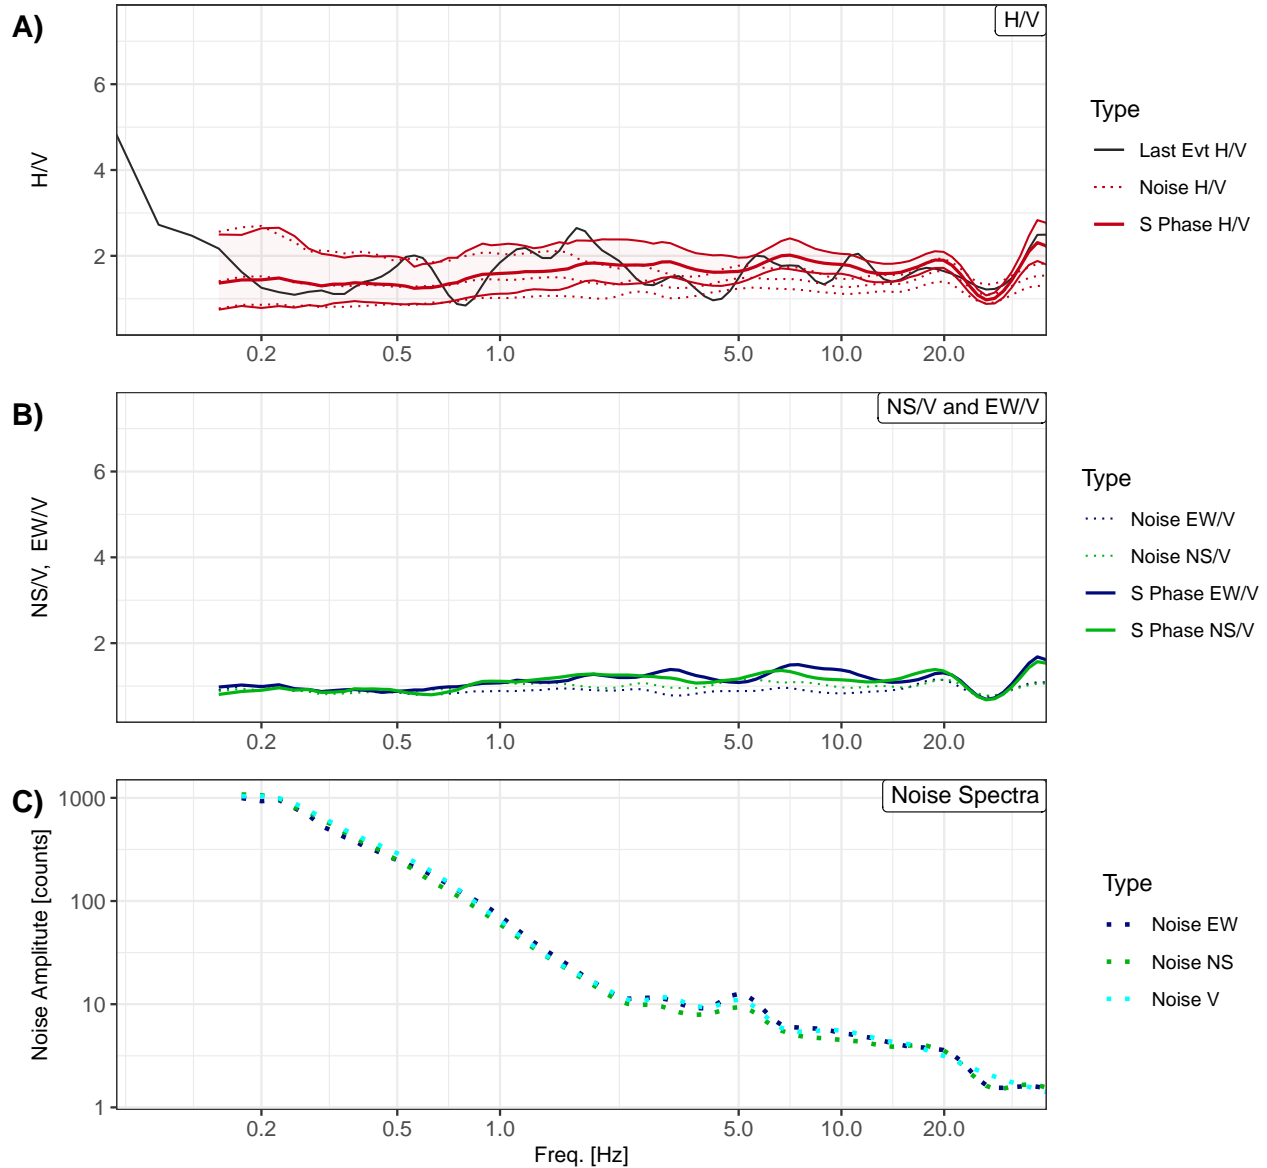 A)
H/V
6
4
2
H/V
0.2 0.5 1.0 5.0 10.0 20.0
Type
Last Evt H/V
Noise H/V
S Phase H/V
B)
NS/V and EW/V
6
4
2
NS/V, EW/V
0.2 0.5 1.0 5.0 10.0 20.0
Type
Noise EW/V
Noise NS/V
S Phase EW/V
S Phase NS/V
C)
Noise Spectra
1000
100
10
1
Noise Amplitute [counts]
0.2 0.5 1.0 5.0 10.0 20.0
Freq. [Hz]
Type
Noise EW
Noise NS
Noise V